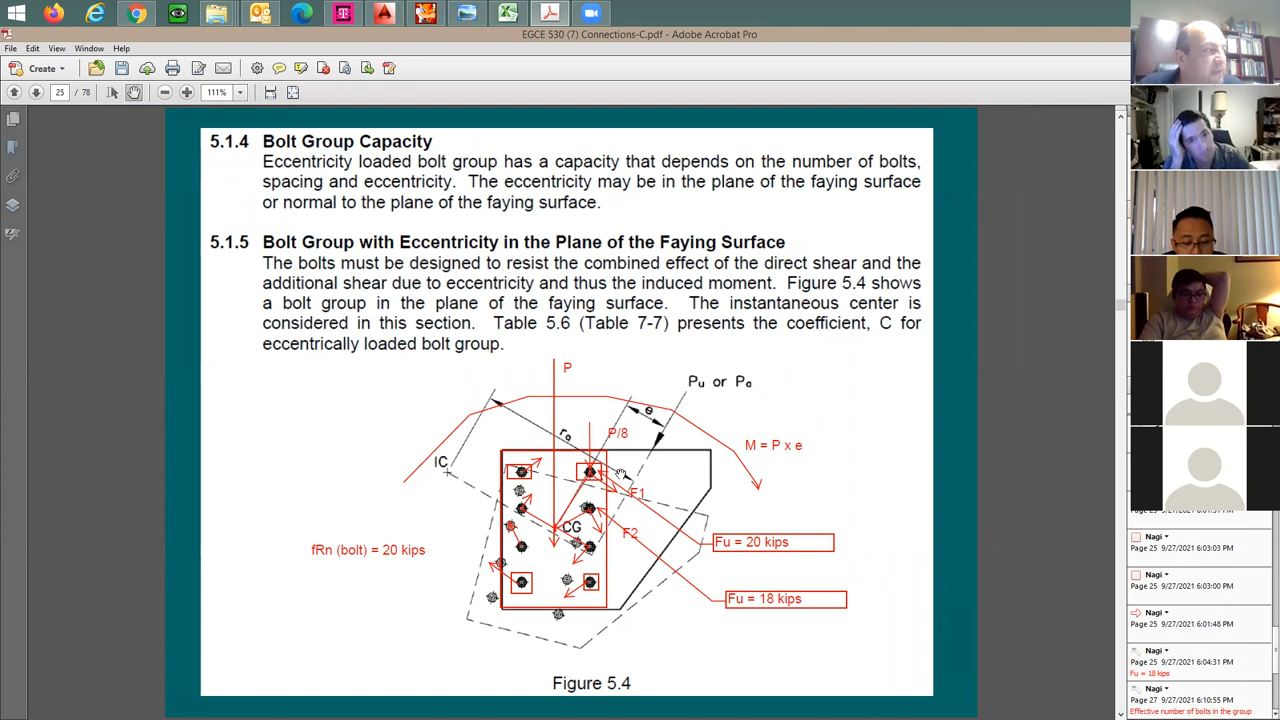 EGCE 530 (7) Connections-C.pdf - Adobe Acrobat Pro
File Edit View Window Help
Create
25 / 78 111%
5.1.4 Bolt Group Capacity
Eccentricity loaded bolt group has a capacity that depends on the number of bolts,
spacing and eccentricity. The eccentricity may be in the plane of the faying surface
or normal to the plane of the faying surface.
5.1.5 Bolt Group with Eccentricity in the Plane of the Faying Surface
The bolts must be designed to resist the combined effect of the direct shear and the
additional shear due to eccentricity and thus the induced moment. Figure 5.4 shows
a bolt group in the plane of the faying surface. The instantaneous center is
considered in this section. Table 5.6 (Table 7-7) presents the coefficient, C for
eccentrically loaded bolt group.
P
Pu or Pa
e
ro
P/8
M = P x e
IC
F1
CG
F2
Fu = 20 kips
fRn (bolt) = 20 kips
Fu = 18 kips
Figure 5.4
Nagi
Page 25 9/27/2021 6:03:03 PM
Nagi
Page 25 9/27/2021 6:03:00 PM
Nagi
Page 25 9/27/2021 6:01:48 PM
Nagi
Page 25 9/27/2021 6:04:31 PM
Fu = 18 kips
Nagi
Page 27 9/27/2021 6:10:55 PM
Effective number of bolts in the group